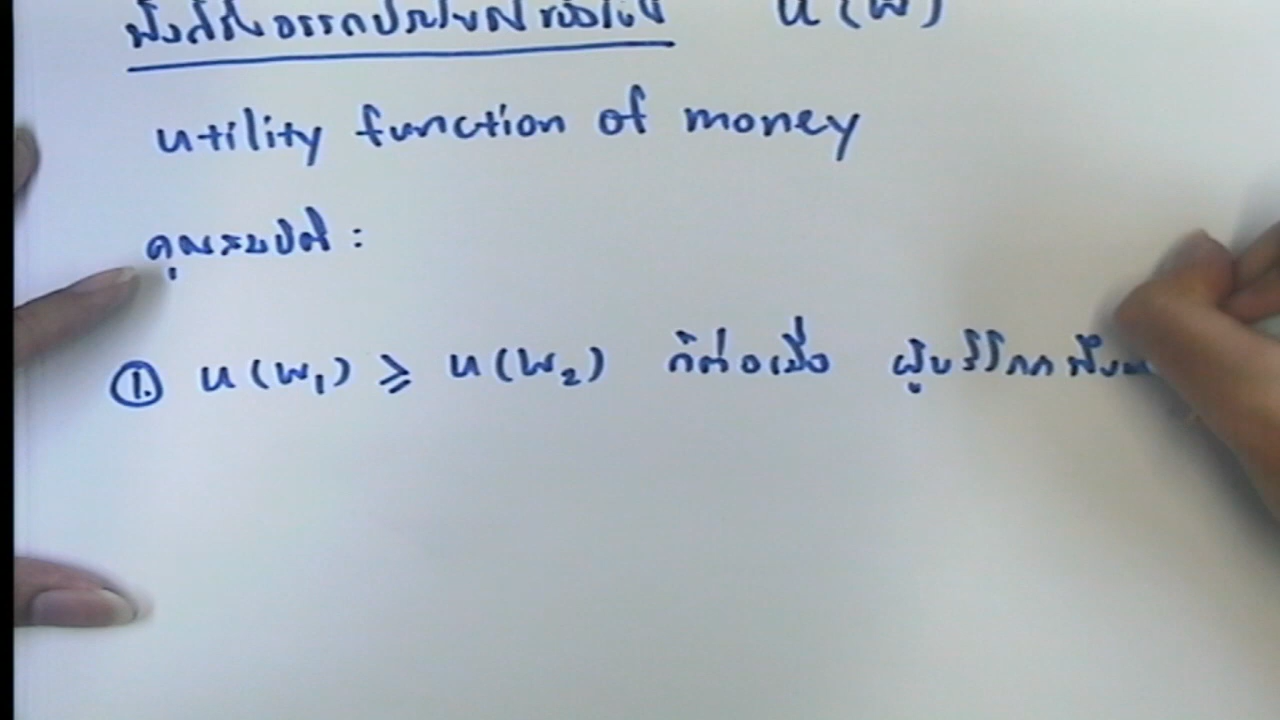 ฟังก์ชันอรรถประโยชน์ของเงิน u(w)
utility function of money
คุณสมบัติ :
1. u(w₁) ⩾ u(w₂) ก็ต่อเมื่อ ผู้บริโภคพึง